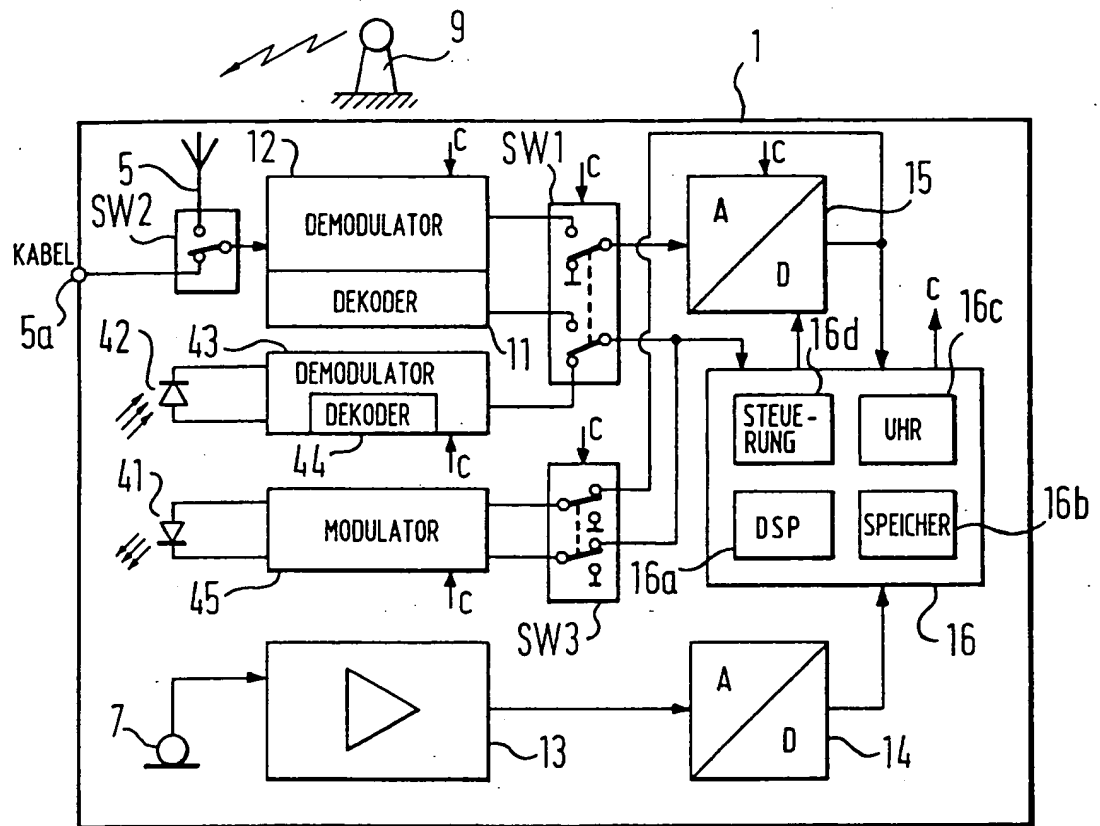 9
1
12
C
SW1
5
C
C
15
SW2
DEMODULATOR
A
KABEL
DEKODER
D
5a
11
16d
C
16c
42
43
DEMODULATOR
DEKODER
STEUE-
RUNG
UHR
44
C
C
41
MODULATOR
DSP
SPEICHER
16b
16a
45
C
SW3
16
A
7
D
13
14